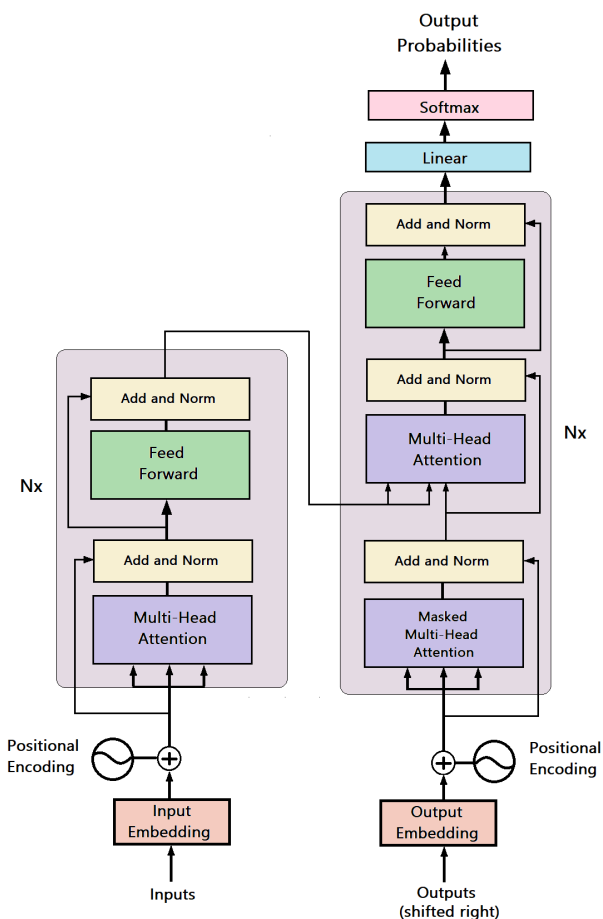 Output
Probabilities
Softmax
Linear
Add and Norm
Feed
Forward
Add and Norm
Multi-Head
Attention
Nx
Add and Norm
Masked
Multi-Head
Attention
Positional
Encoding
Output
Embedding
Outputs
(shifted right)
Add and Norm
Feed
Forward
Nx
Add and Norm
Multi-Head
Attention
Positional
Encoding
Input
Embedding
Inputs